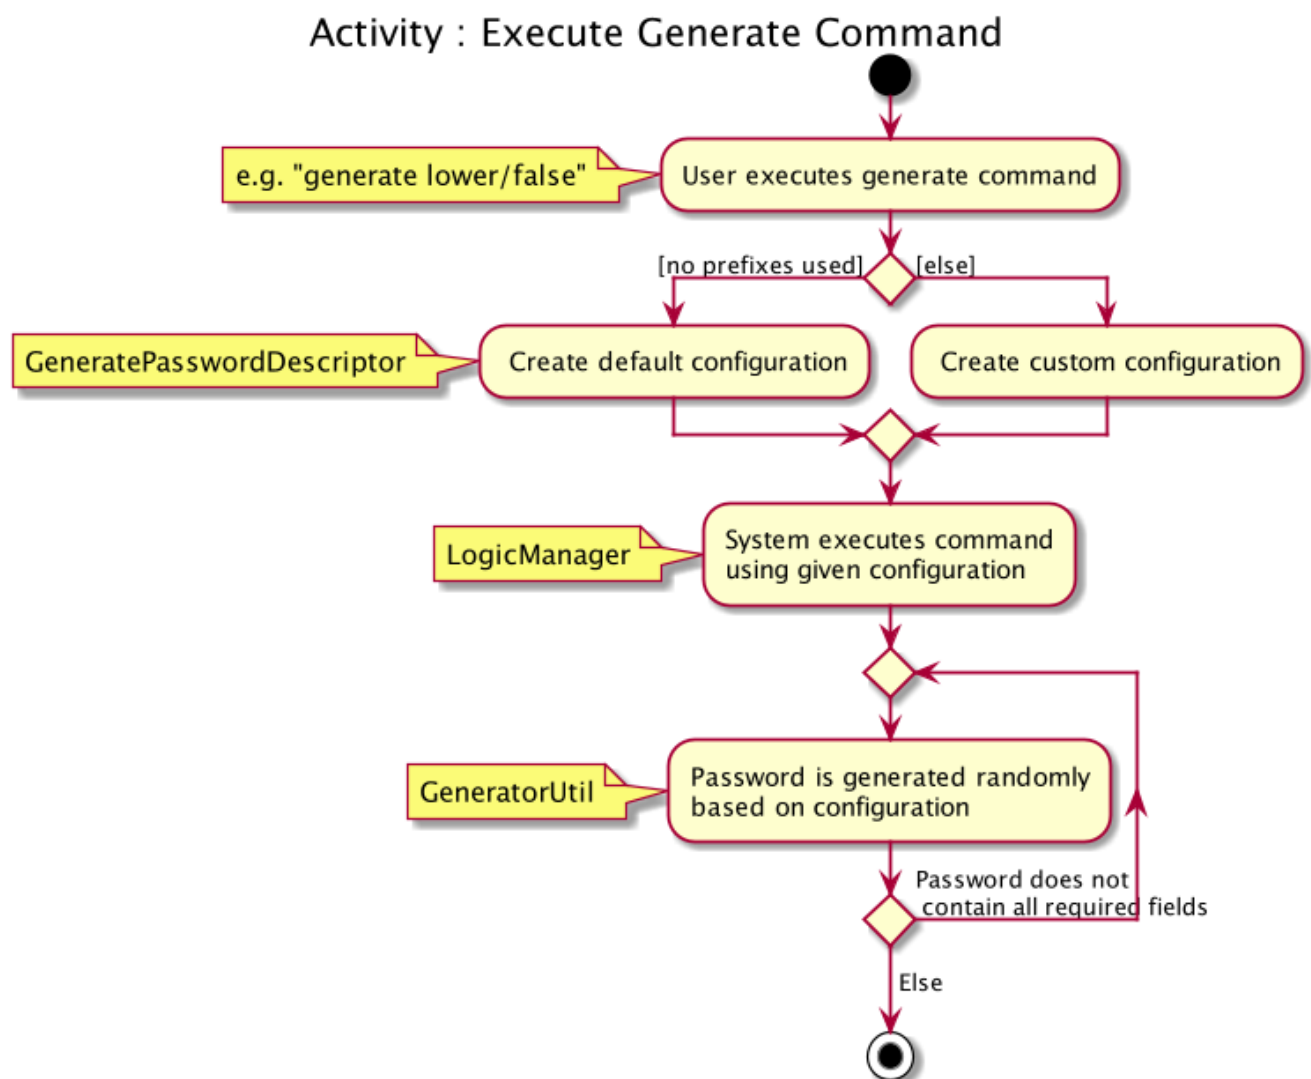 Activity : Execute Generate Command
e.g. "generate lower/false"
User executes generate command
[no prefixes used]
[else]
GeneratePasswordDescriptor
Create default configuration
Create custom configuration
LogicManager
System executes command
using given configuration
GeneratorUtil
Password is generated randomly
based on configuration
Password does not
contain all required fields
Else